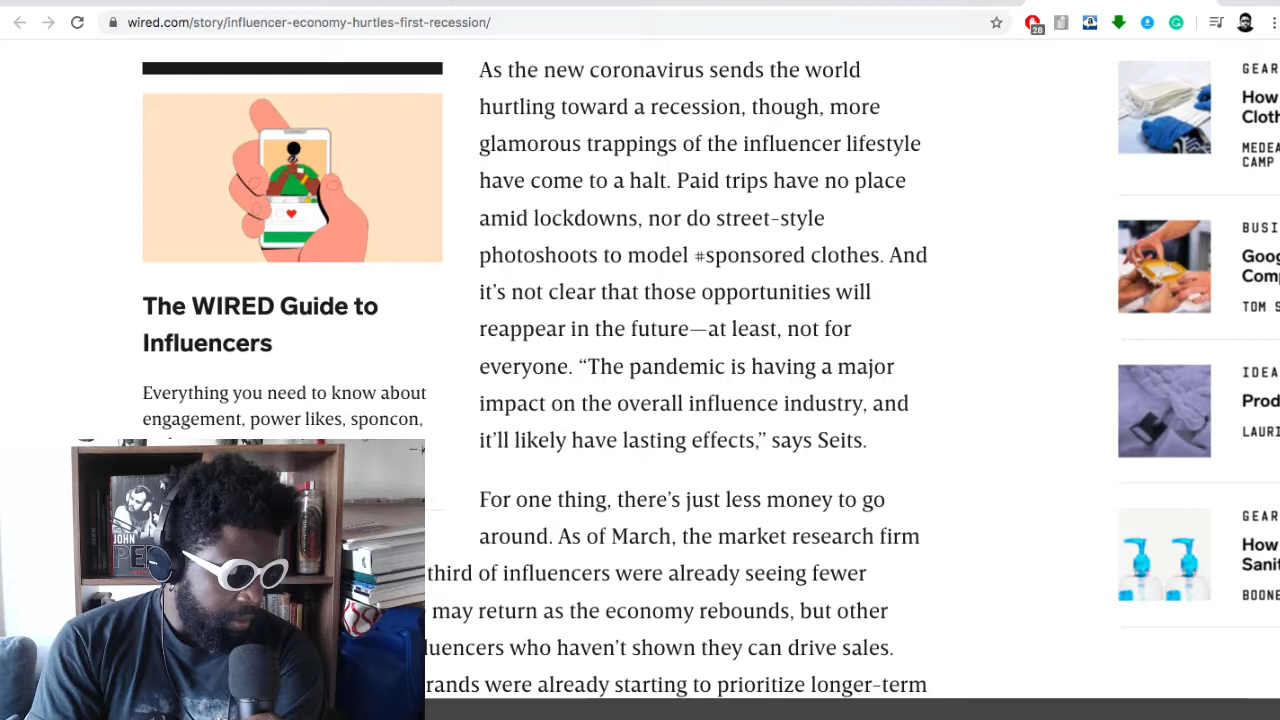 wired.com/story/influencer-economy-hurtles-first-recession/
28
The WIRED Guide to
Influencers
Everything you need to know about
engagement, power likes, sponcon,
JOHN
As the new coronavirus sends the world
hurtling toward a recession, though, more
glamorous trappings of the influencer lifestyle
have come to a halt. Paid trips have no place
amid lockdowns, nor do street-style
photoshoots to model #sponsored clothes. And
it’s not clear that those opportunities will
reappear in the future—at least, not for
everyone. “The pandemic is having a major
impact on the overall influence industry, and
it’ll likely have lasting effects,” says Seits.
For one thing, there’s just less money to go
around. As of March, the market research firm
third of influencers were already seeing fewer
may return as the economy rebounds, but other
luencers who haven’t shown they can drive sales.
rands were already starting to prioritize longer-term
GEAR
How
Cloth
MEDEA
CAMP
BUSI
Goog
Comp
TOM S
IDEA
Prod
LAURI
GEAR
How
Sanit
BOONE